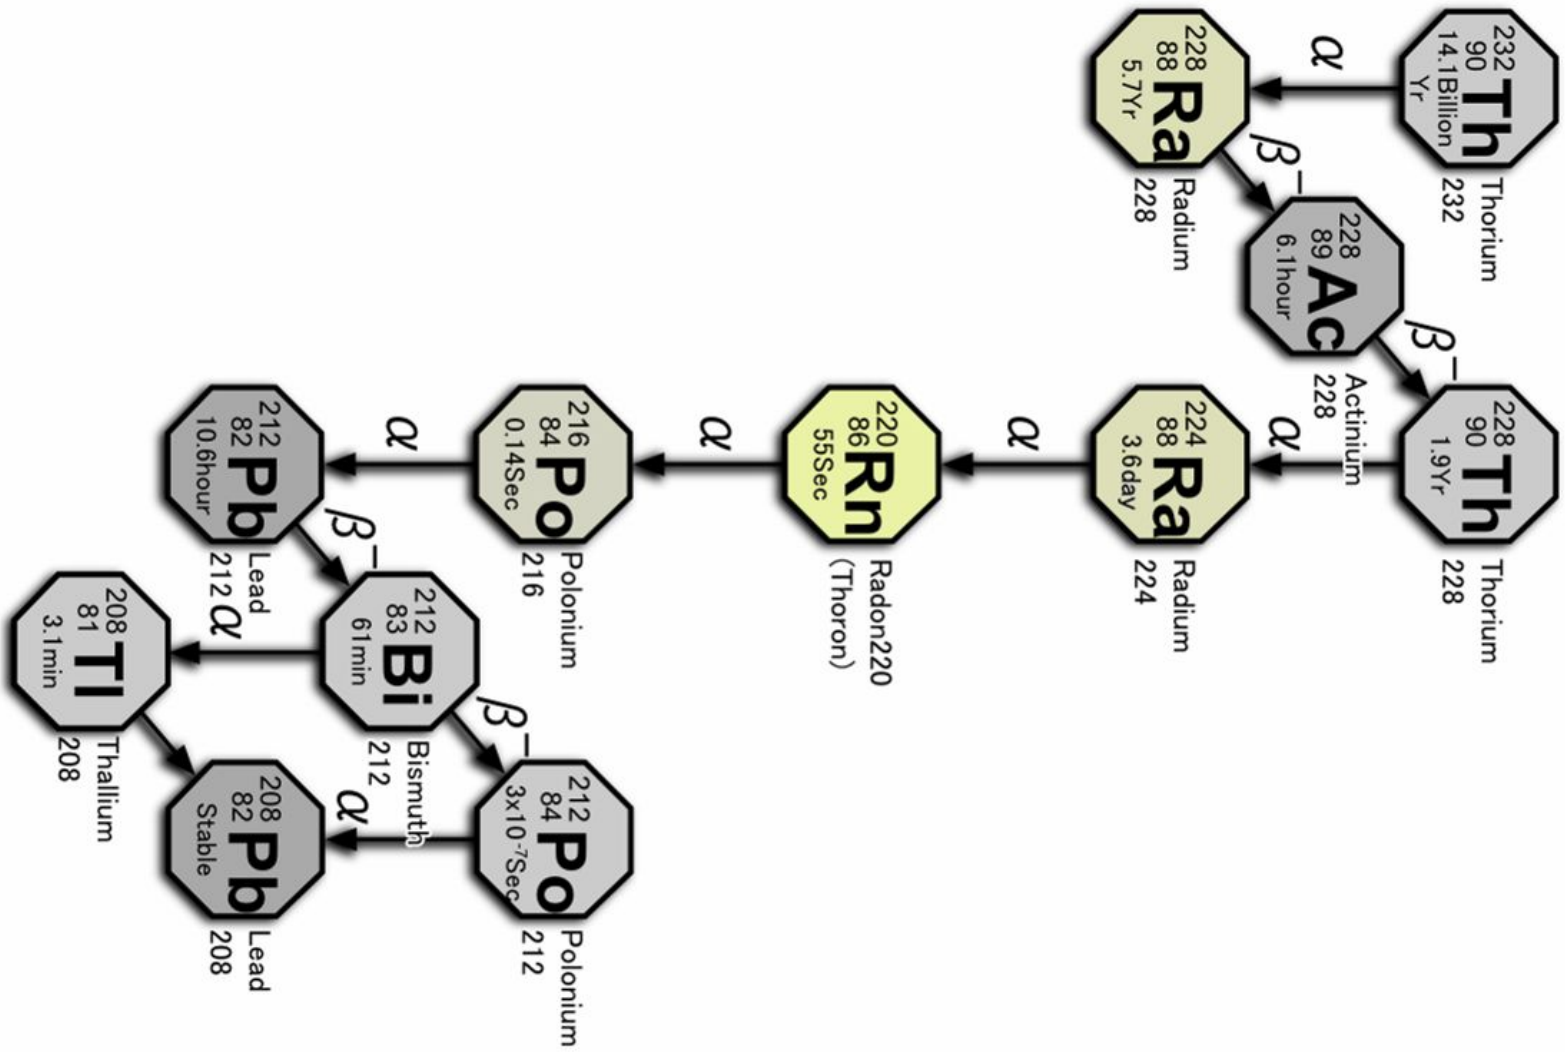 232
90
Th
14.1Billion
Yr
Thorium
232
α
228
88
Ra
5.7Yr
Radium
228
β−
228
89
Ac
6.1hour
Actinium
228
β−
228
90
Th
1.9Yr
Thorium
228
α
224
88
Ra
3.6day
Radium
224
α
220
86
Rn
55Sec
Radon220
(Thoron)
α
216
84
Po
0.14Sec
Polonium
216
α
212
82
Pb
10.6hour
Lead
212
β−
212
83
Bi
61min
Bismuth
212
β−
212
84
Po
3x10⁻⁷Sec
Polonium
212
α
208
81
Tl
3.1min
Thallium
208
α
208
82
Pb
Stable
Lead
208